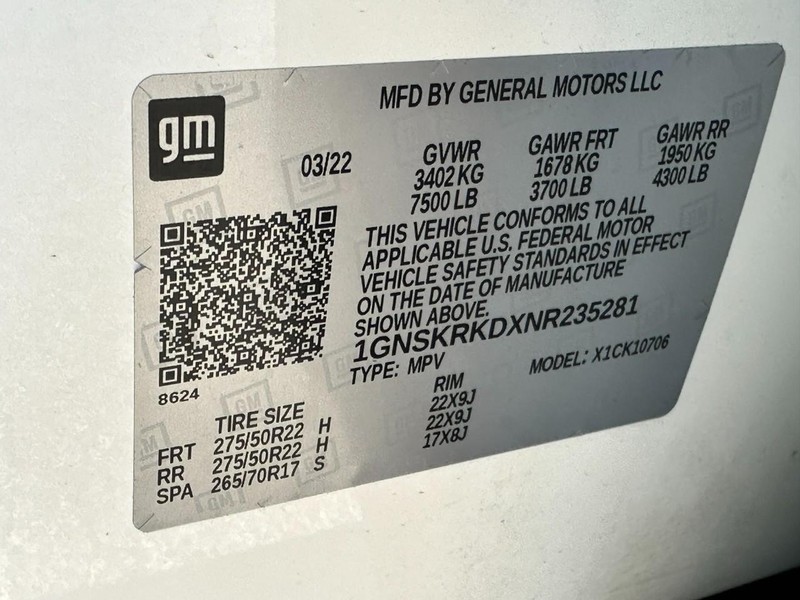 gm
MFD BY GENERAL MOTORS LLC
03/22
GVWR GAWR FRT GAWR RR
3402 KG 1678 KG 1950 KG
7500 LB 3700 LB 4300 LB
THIS VEHICLE CONFORMS TO ALL
APPLICABLE U.S. FEDERAL MOTOR
VEHICLE SAFETY STANDARDS IN EFFECT
ON THE DATE OF MANUFACTURE
SHOWN ABOVE.
1GNSKRKDXNR235281
TYPE: MPV MODEL: X1CK10706
8624
TIRE SIZE RIM
FRT 275/50R22 H 22X9J
RR 275/50R22 H 22X9J
SPA 265/70R17 S 17X8J